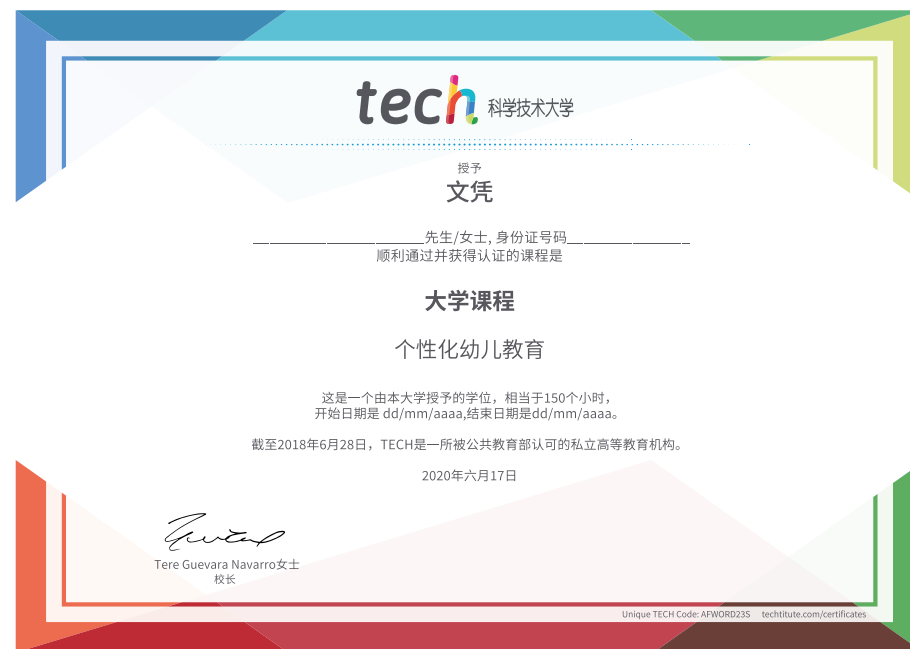 tech 科学技术大学
授予
文凭
______________________先生/女士, 身份证号码_______________
顺利通过并获得认证的课程是
大学课程
个性化幼儿教育
这是一个由本大学授予的学位，相当于150个小时，
开始日期是 dd/mm/aaaa,结束日期是dd/mm/aaaa。
截至2018年6月28日，TECH是一所被公共教育部认可的私立高等教育机构。
2020年六月17日
Tere Guevara Navarro女士
校长
Unique TECH Code: AFWORD235 techtitute.com/certificates